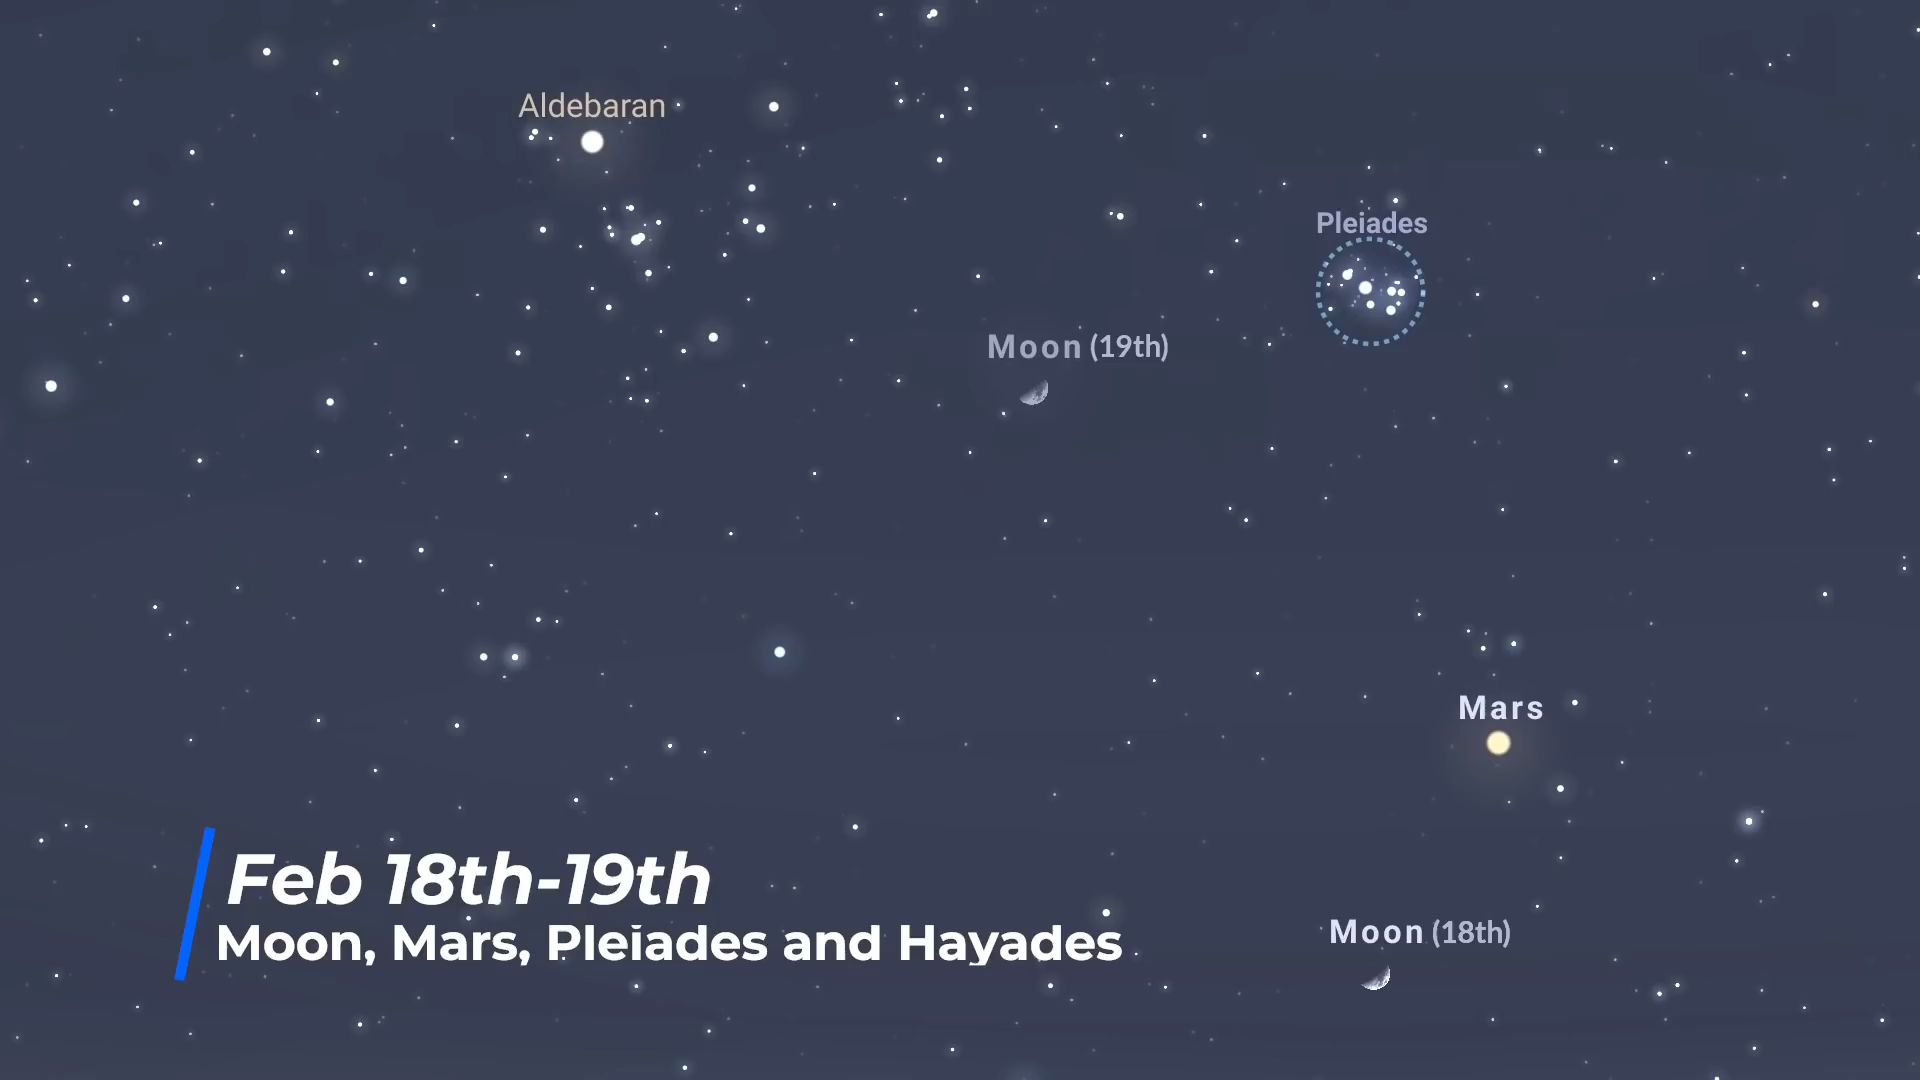 Aldebaran
Pleiades
Moon (19th)
Mars
Moon (18th)
Feb 18th-19th
Moon, Mars, Pleiades and Hayades